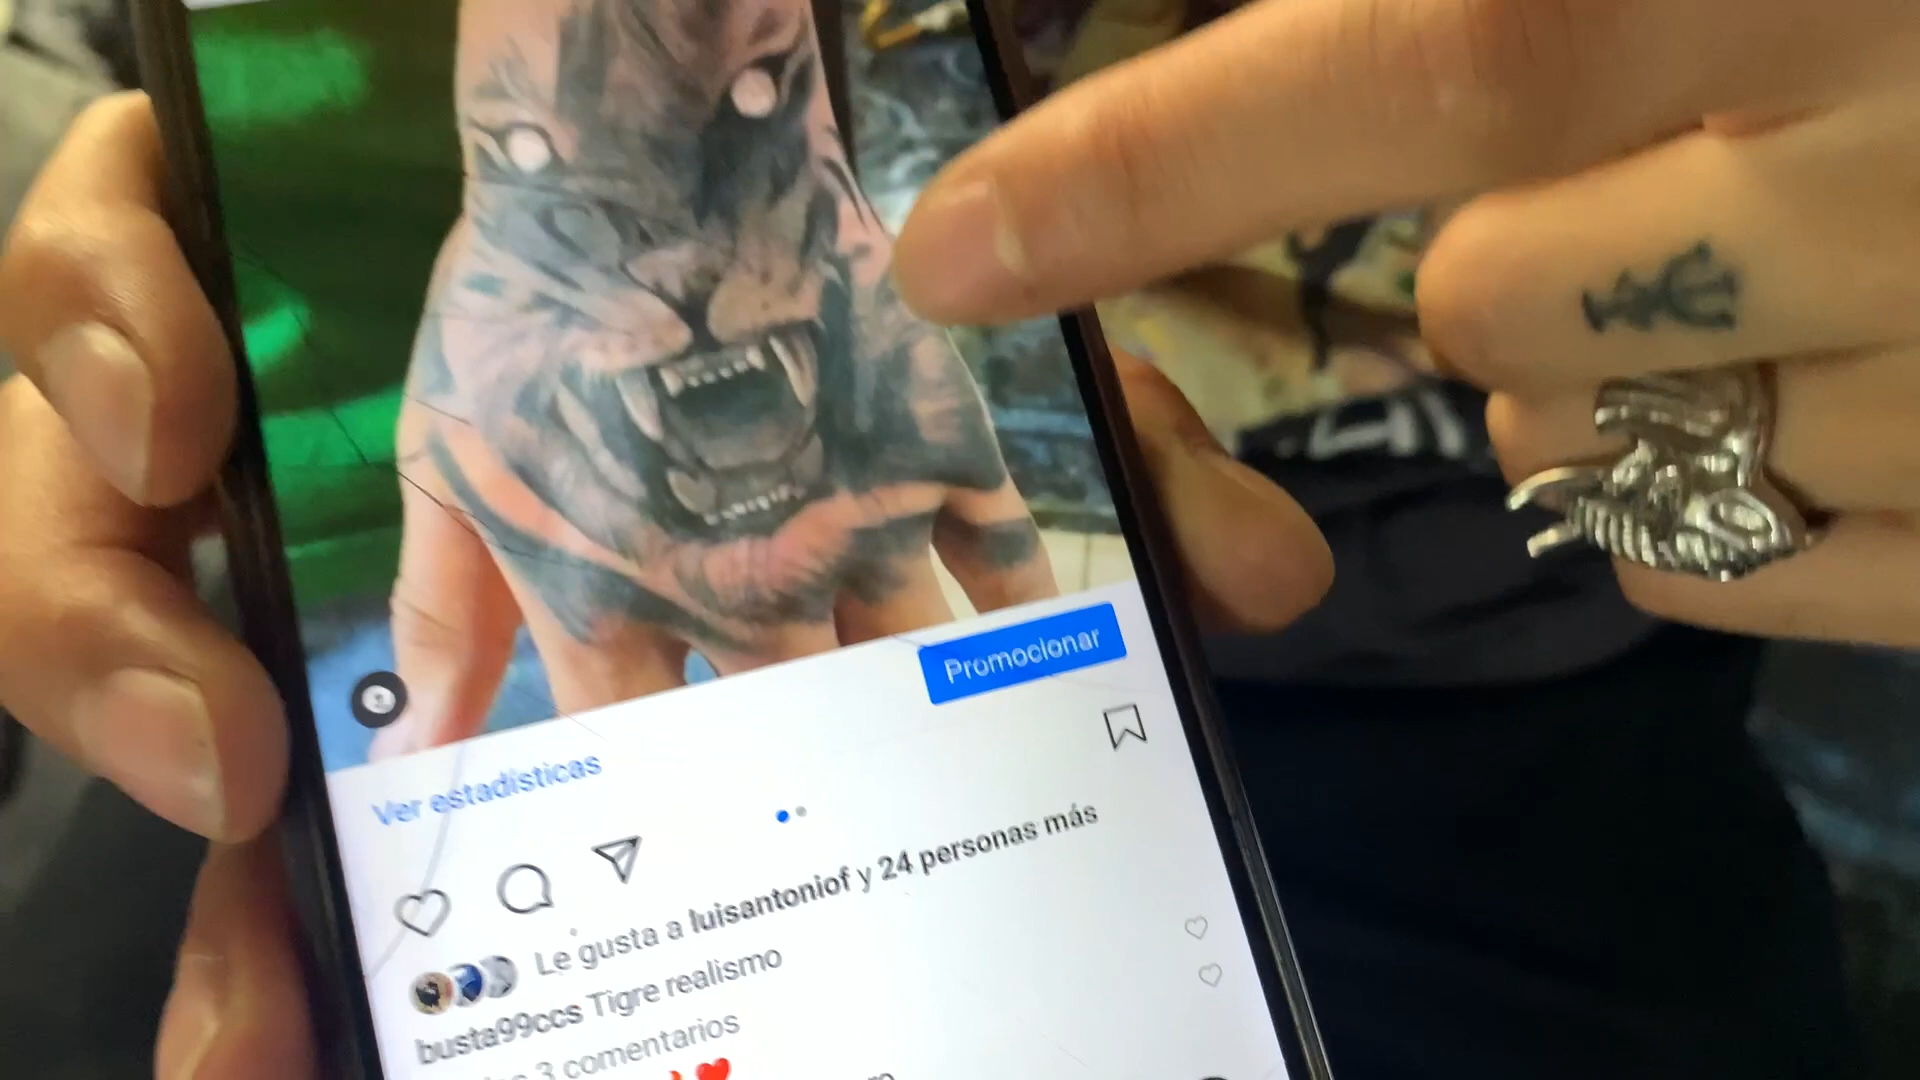 Promocionar
Ver estadísticas
Le gusta a luisantoniof y 24 personas más
busta99ccs Tigre realismo
3 comentarios